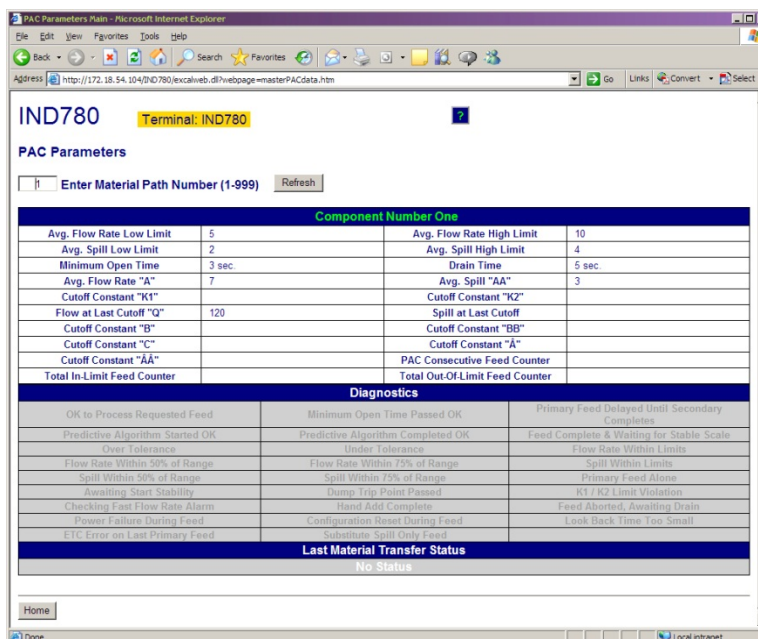 PAC Parameters Main - Microsoft Internet Explorer
File Edit View Favorites Tools Help
Back Search Favorites
Address http://172.18.54.104/IND780/excalweb.dll?webpage=masterPACdata.htm Go Links Convert Select
IND780 Terminal: IND780 ?
PAC Parameters
1 Enter Material Path Number (1-999) Refresh
Component Number One
Avg. Flow Rate Low Limit 5 Avg. Flow Rate High Limit 10
Avg. Spill Low Limit 2 Avg. Spill High Limit 4
Minimum Open Time 3 sec. Drain Time 5 sec.
Avg. Flow Rate "A" 7 Avg. Spill "AA" 3
Cutoff Constant "K1" Cutoff Constant "K2"
Flow at Last Cutoff "Q" 120 Spill at Last Cutoff
Cutoff Constant "B" Cutoff Constant "BB"
Cutoff Constant "C" Cutoff Constant "Â"
Cutoff Constant "ÂÂ" PAC Consecutive Feed Counter
Total In-Limit Feed Counter Total Out-Of-Limit Feed Counter
Diagnostics
OK to Process Requested Feed Minimum Open Time Passed OK Primary Feed Delayed Until Secondary
Completes
Predictive Algorithm Started OK Predictive Algorithm Completed OK Feed Complete & Waiting for Stable Scale
Over Tolerance Under Tolerance Flow Rate Within Limits
Flow Rate Within 50% of Range Flow Rate Within 75% of Range Spill Within Limits
Spill Within 50% of Range Spill Within 75% of Range Primary Feed Alone
Awaiting Start Stability Dump Trip Point Passed K1 / K2 Limit Violation
Checking Fast Flow Rate Alarm Hand Add Complete Feed Aborted, Awaiting Drain
Power Failure During Feed Configuration Reset During Feed Look Back Time Too Small
ETC Error on Last Primary Feed Substitute Spill Only Feed
Last Material Transfer Status
No Status
Home
Done Local intranet